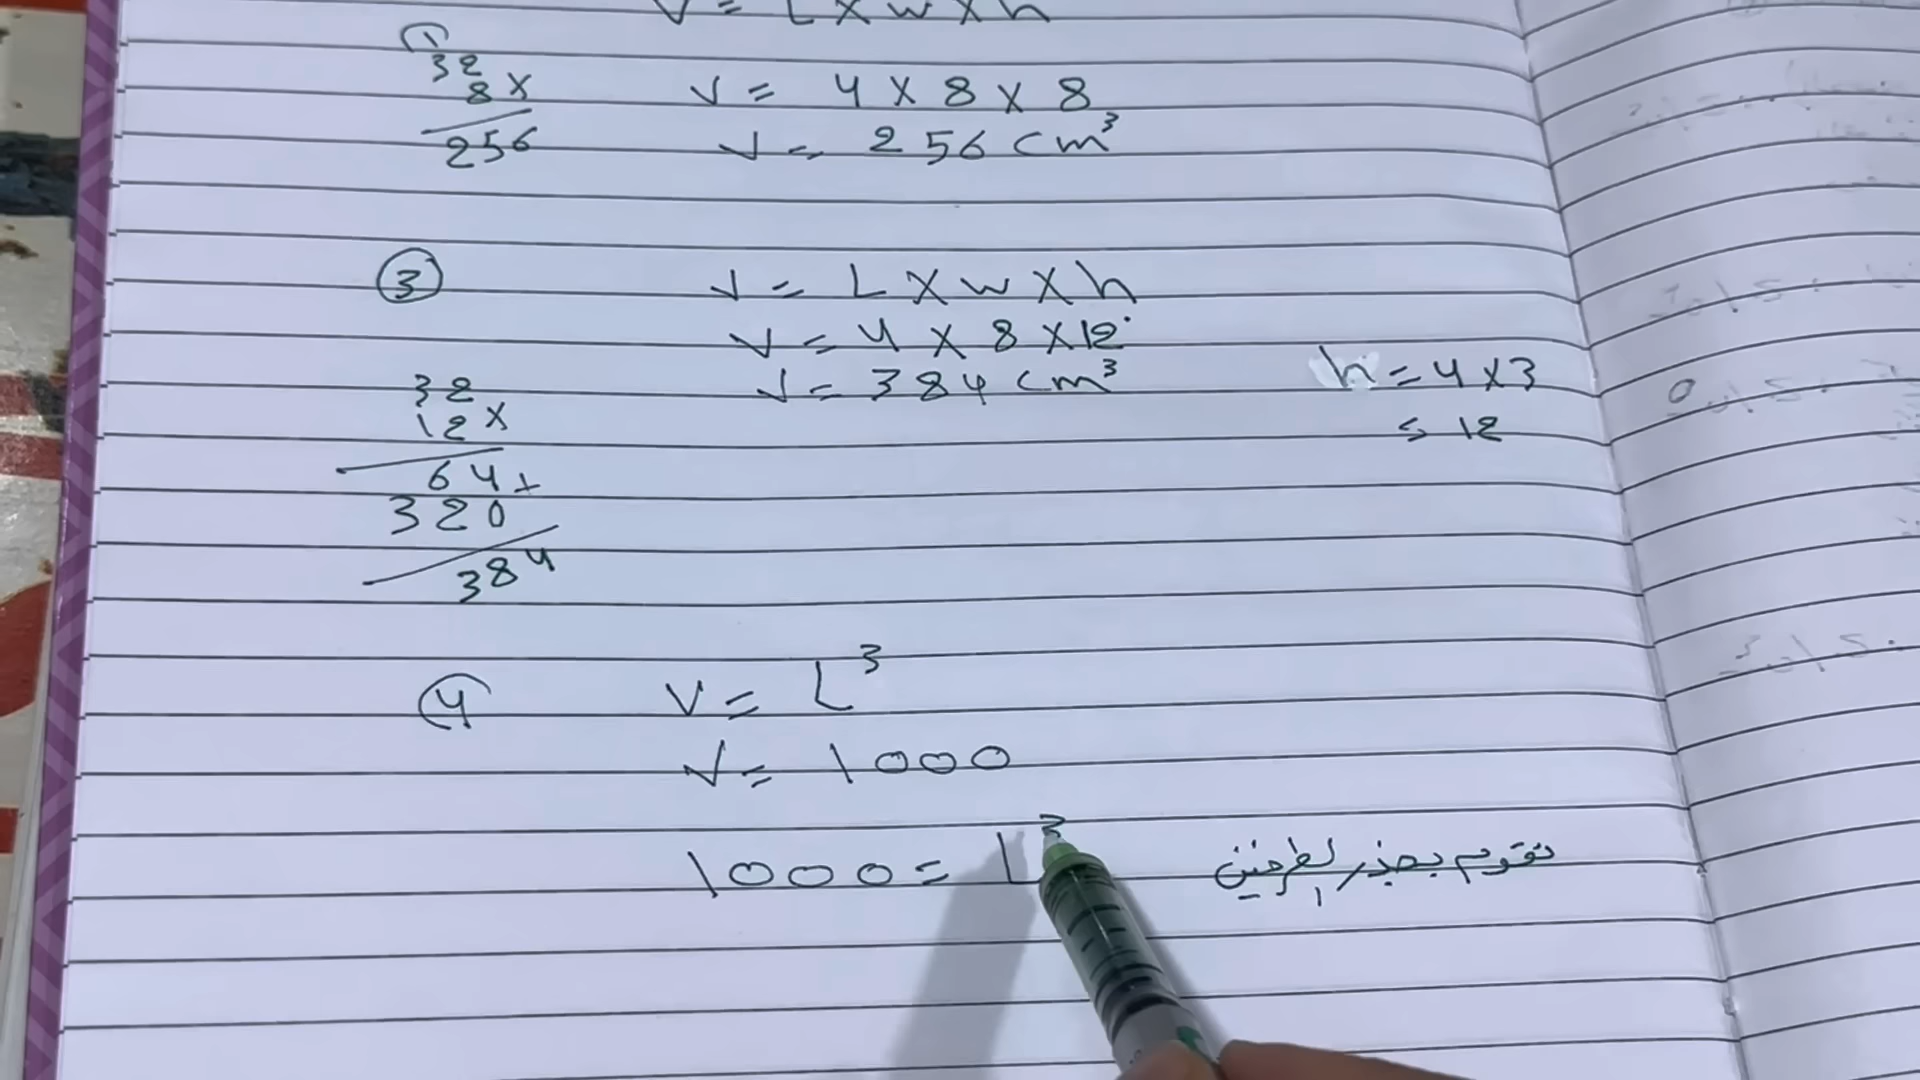 V = L X w X h
1
32
8 X
256
V = 4 X 8 X 8
V = 256 cm³
3
V = L X w X h
V = 4 X 8 X 12
V = 384 cm³
h = 4 X 3
= 12
32
12 X
64 +
320
384
4
V = L³
V = 1000
1000 = L³
نقوم بجذر الطرفين